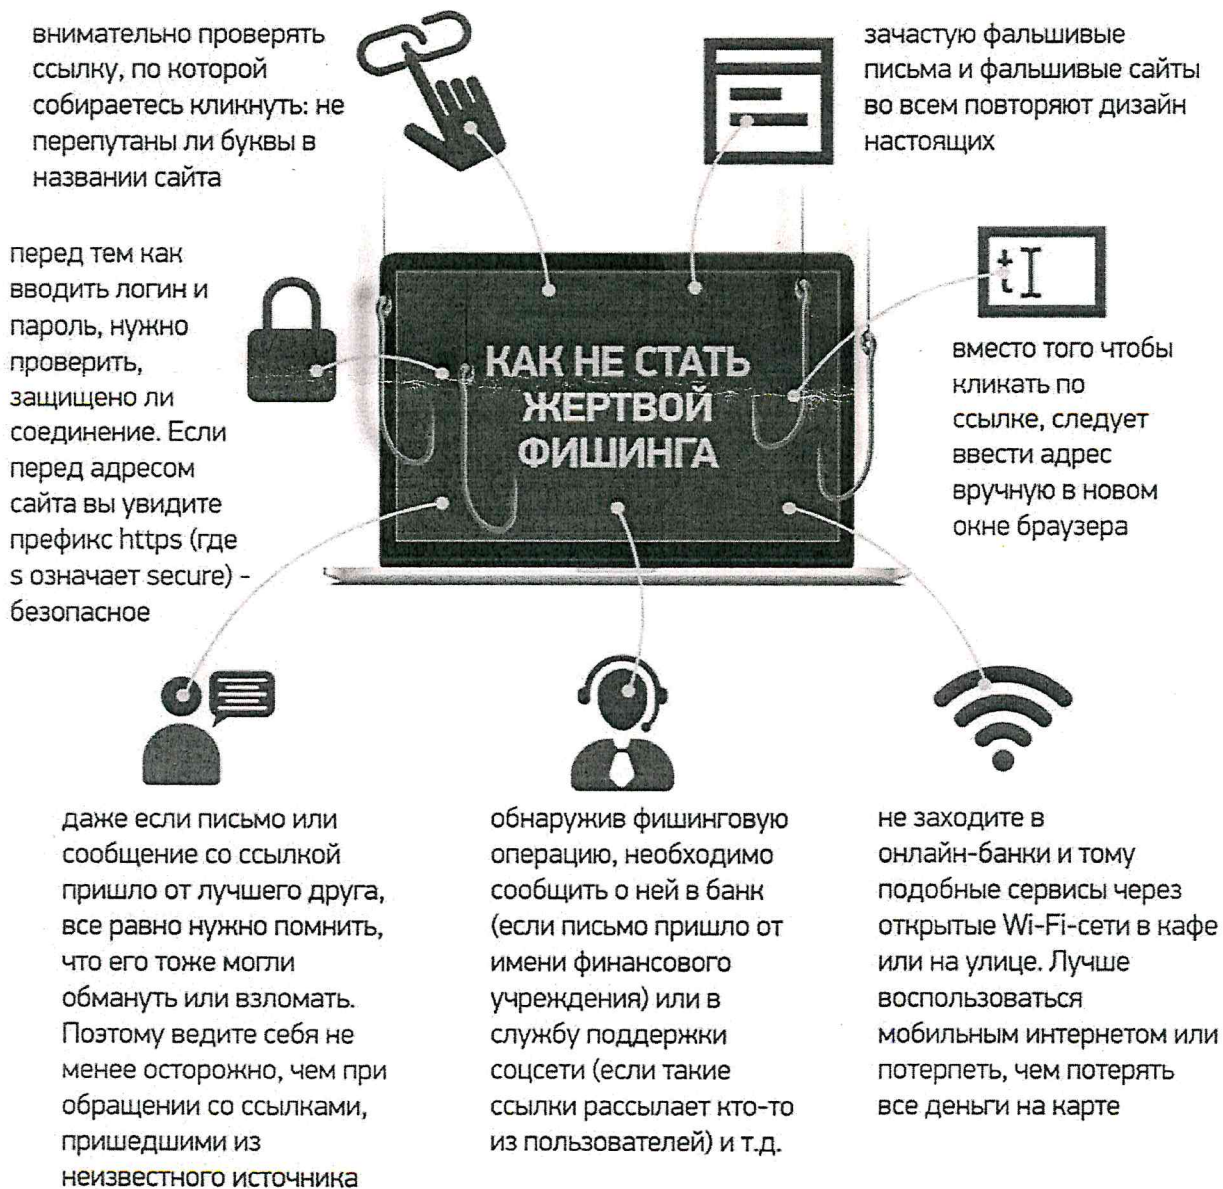 внимательно проверять
ссылку, по которой
собираетесь кликнуть: не
перепутаны ли буквы в
названии сайта
зачастую фальшивые
письма и фальшивые сайты
во всем повторяют дизайн
настоящих
перед тем как
вводить логин и
пароль, нужно
проверить,
защищено ли
соединение. Если
перед адресом
сайта вы увидите
префикс https (где
s означает secure) -
безопасное
КАК НЕ СТАТЬ
ЖЕРТВОЙ
ФИШИНГА
t
вместо того чтобы
кликать по
ссылке, следует
ввести адрес
вручную в новом
окне браузера
даже если письмо или
сообщение со ссылкой
пришло от лучшего друга,
все равно нужно помнить,
что его тоже могли
обмануть или взломать.
Поэтому ведите себя не
менее осторожно, чем при
обращении со ссылками,
пришедшими из
неизвестного источника
обнаружив фишинговую
операцию, необходимо
сообщить о ней в банк
(если письмо пришло от
имени финансового
учреждения) или в
службу поддержки
соцсети (если такие
ссылки рассылает кто-то
из пользователей) и т.д.
не заходите в
онлайн-банки и тому
подобные сервисы через
открытые Wi-Fi-сети в кафе
или на улице. Лучше
воспользоваться
мобильным интернетом или
потерпеть, чем потерять
все деньги на карте